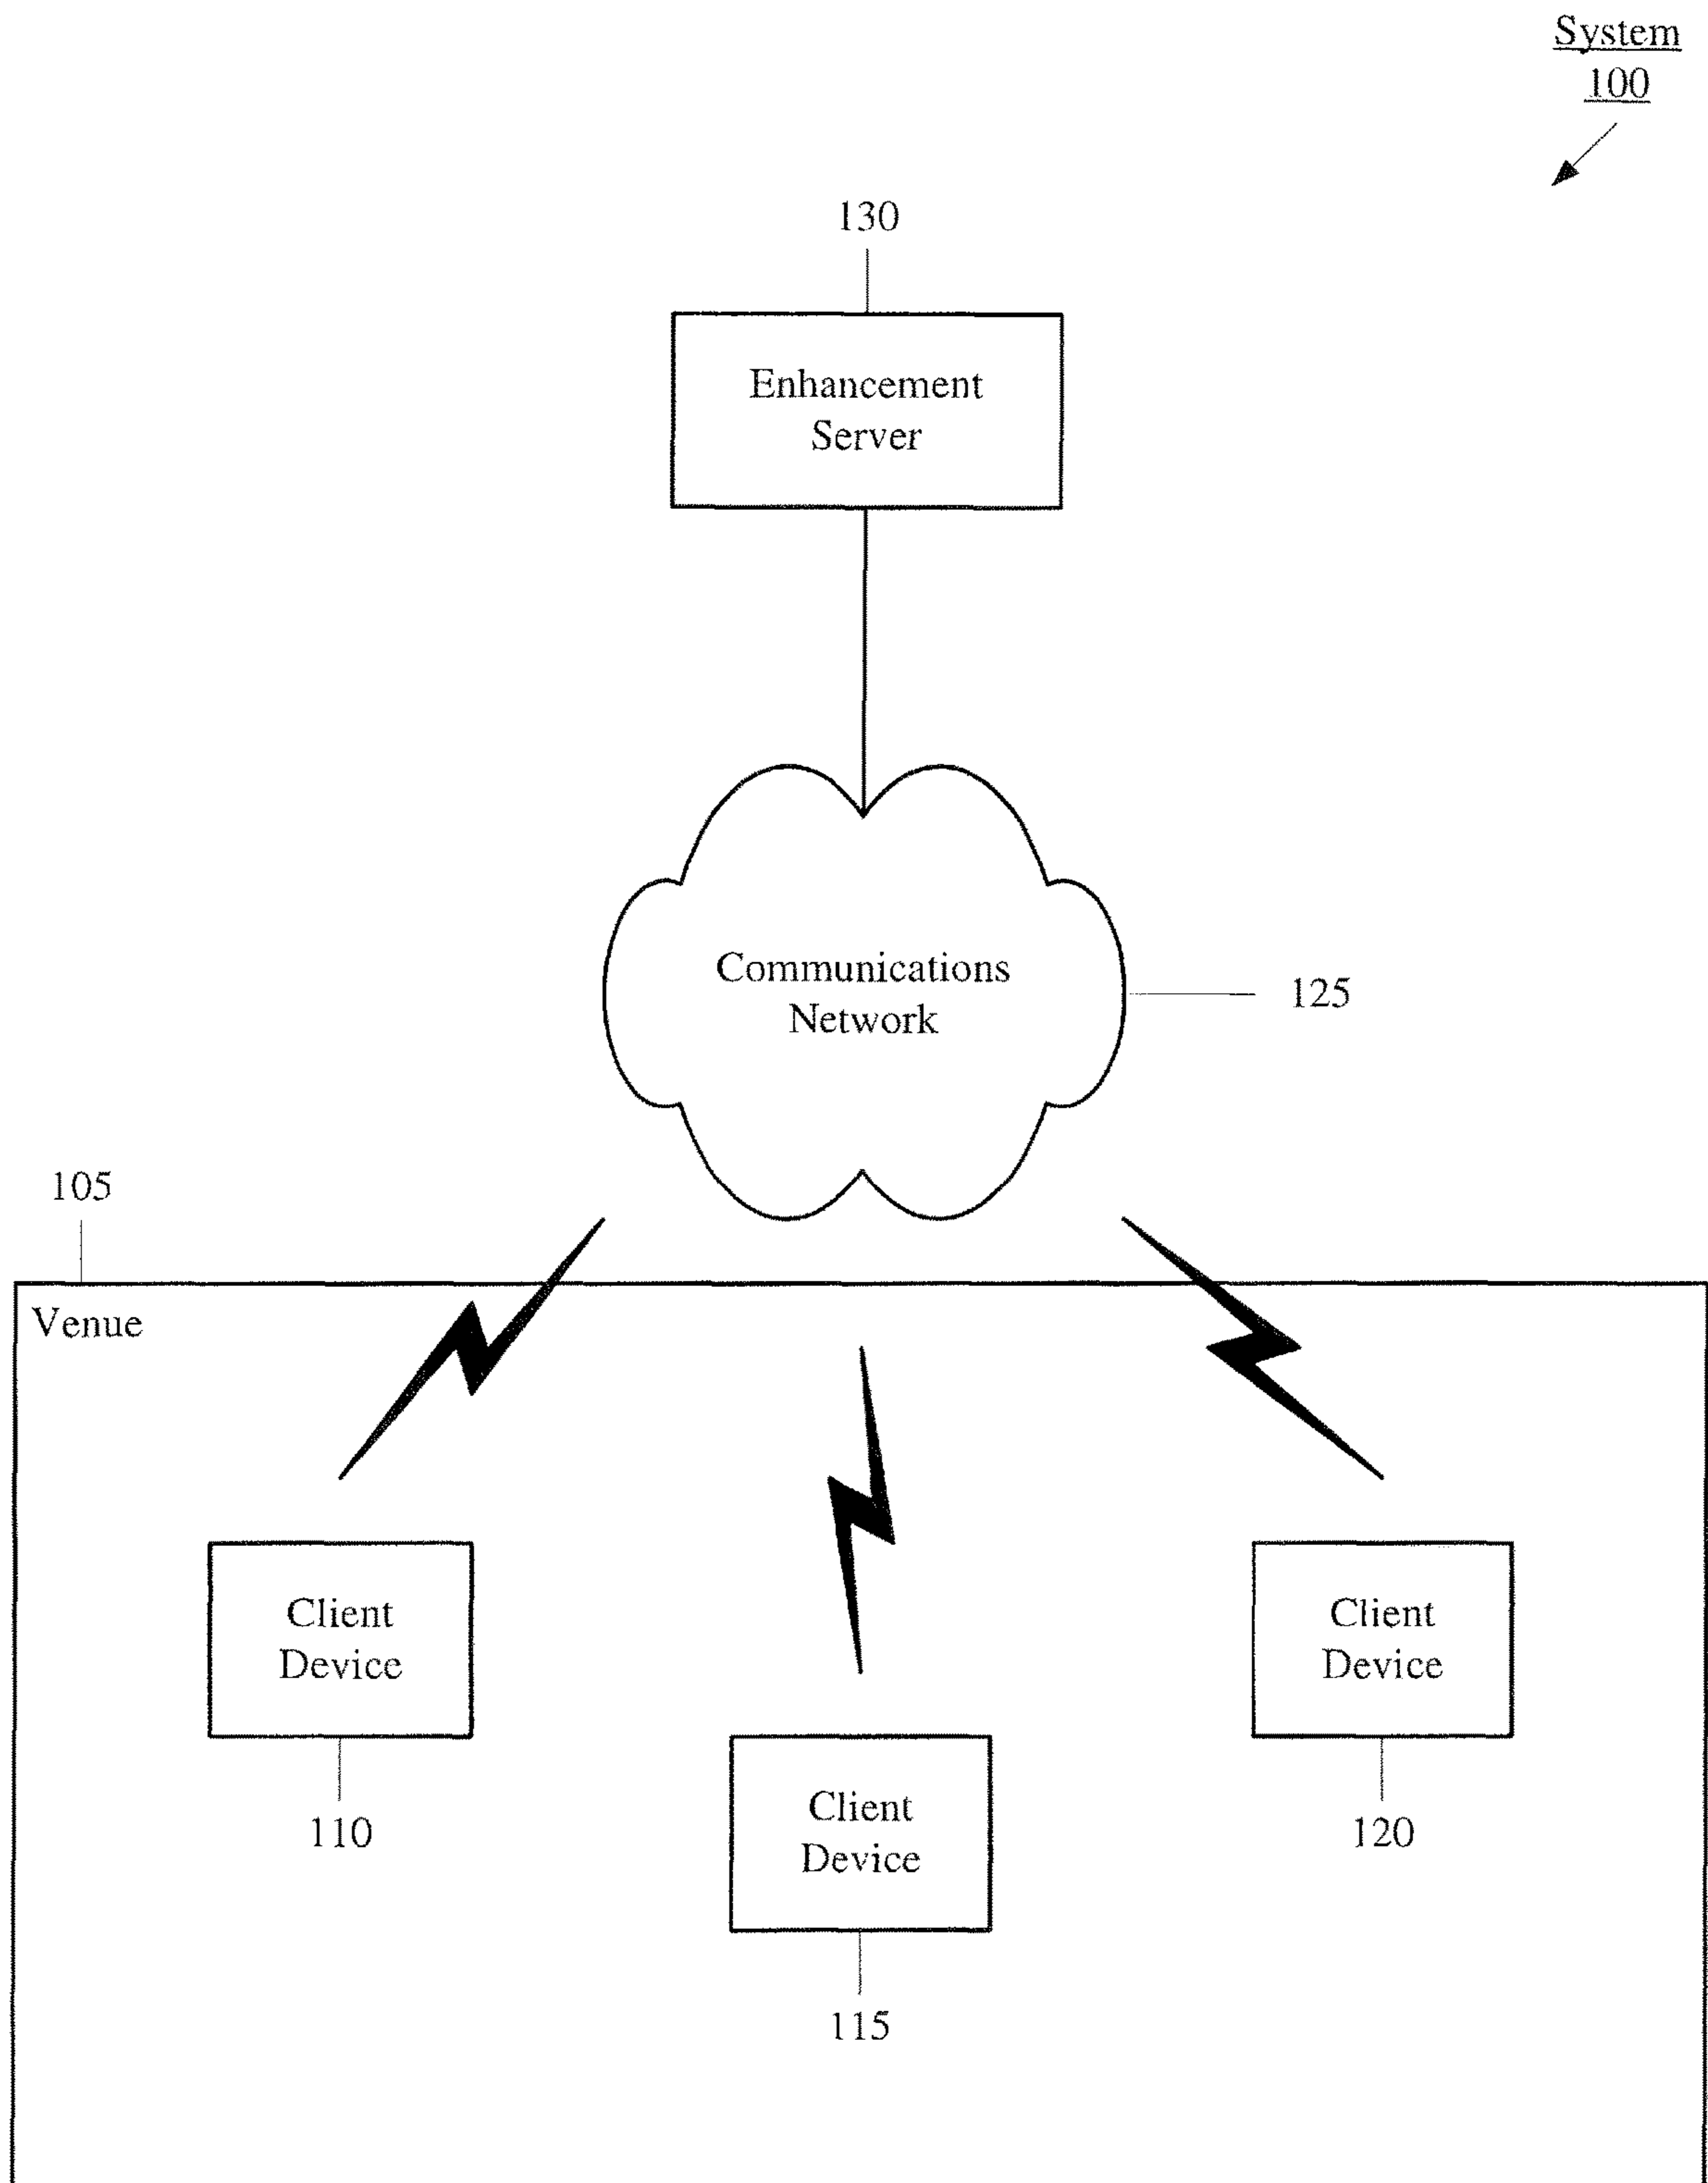 System
100
130
Enhancement
Server
Communications
Network
125
105
Venue
Client
Device
110
Client
Device
115
Client
Device
120